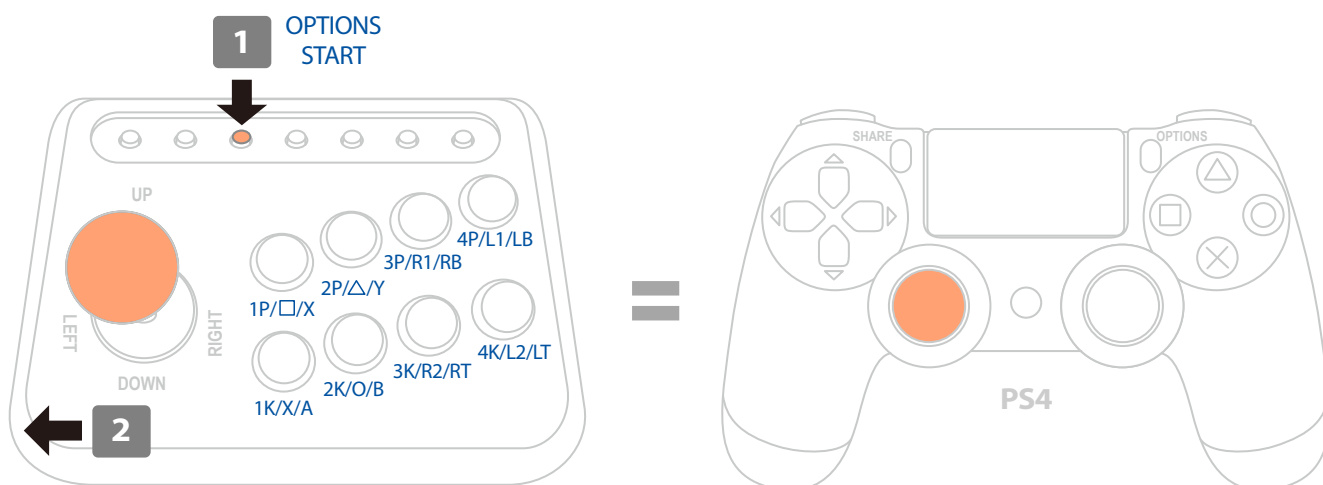 1
OPTIONS
START
SHARE
OPTIONS
UP
LEFT
RIGHT
DOWN
4P/L1/LB
3P/R1/RB
2P/△/Y
1P/□/X
4K/L2/LT
3K/R2/RT
2K/O/B
1K/X/A
2
=
PS4